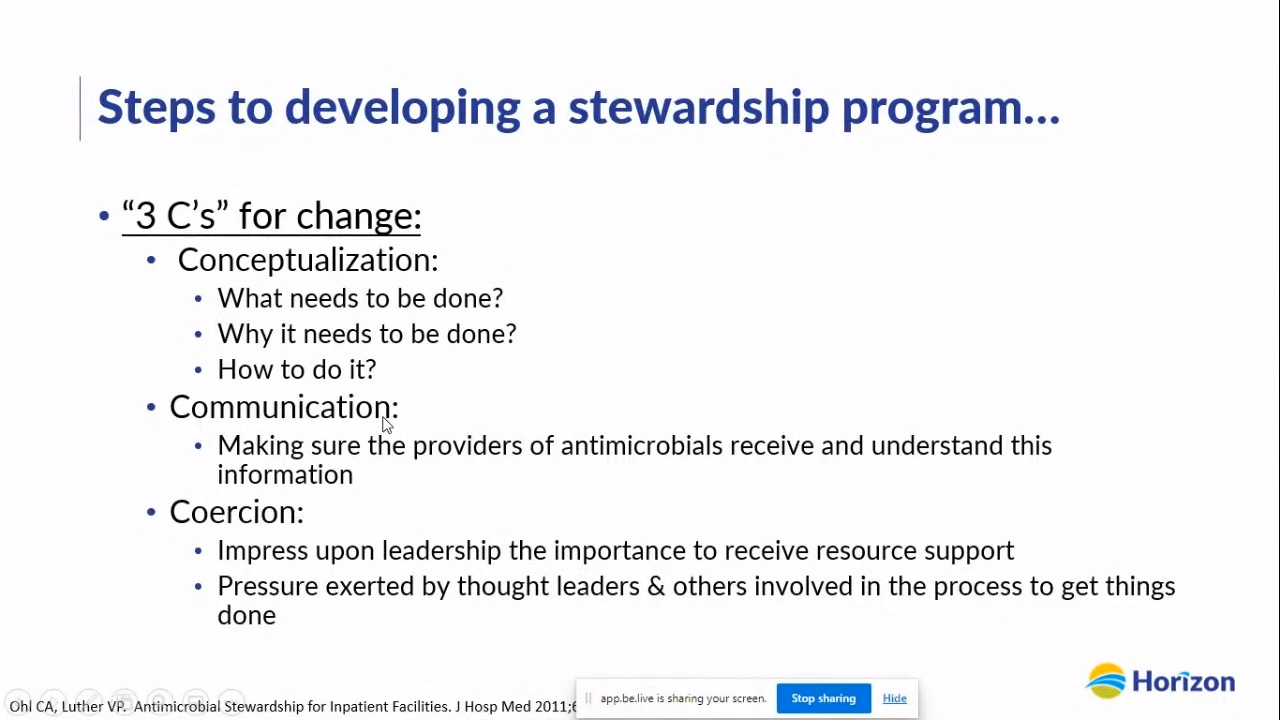 Steps to developing a stewardship program...
• “3 C’s” for change:
• Conceptualization:
• What needs to be done?
• Why it needs to be done?
• How to do it?
• Communication:
• Making sure the providers of antimicrobials receive and understand this
information
• Coercion:
• Impress upon leadership the importance to receive resource support
• Pressure exerted by thought leaders & others involved in the process to get things
done
Horizon
Ohl CA, Luther VP. Antimicrobial Stewardship for Inpatient Facilities. J Hosp Med 2011;
app.be.live is sharing your screen.
Stop sharing
Hide